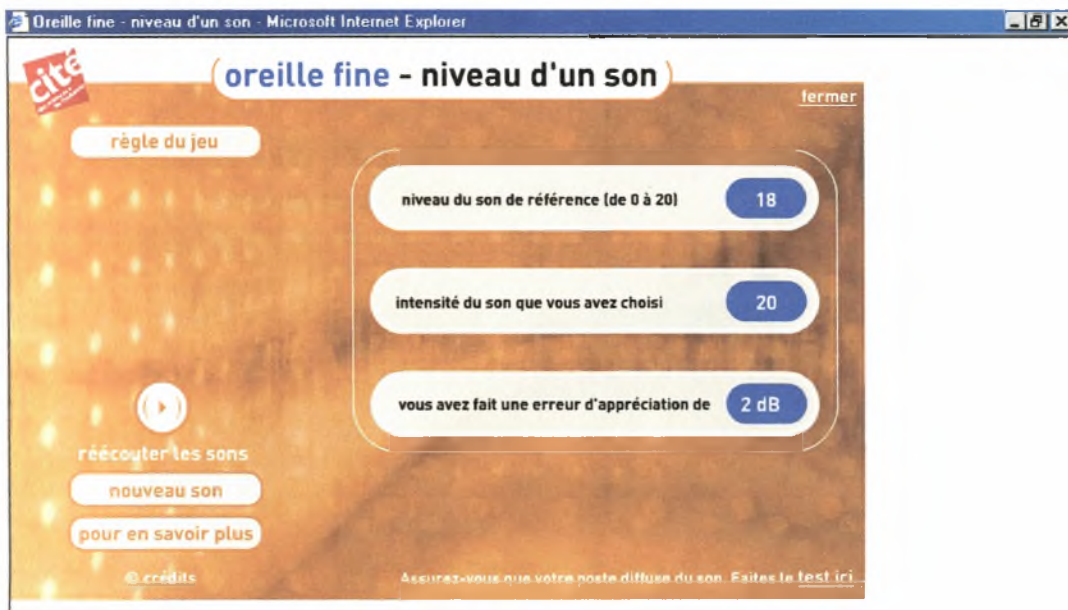 Oreille fine - niveau d'un son - Microsoft Internet Explorer
cité
oreille fine - niveau d'un son
fermer
règle du jeu
niveau du son de référence (de 0 à 20) 18
intensité du son que vous avez choisi 20
vous avez fait une erreur d'appréciation de 2 dB
réécouter les sons
nouveau son
pour en savoir plus
© crédits
Assurez-vous que votre poste diffuse du son. Faites le test ici